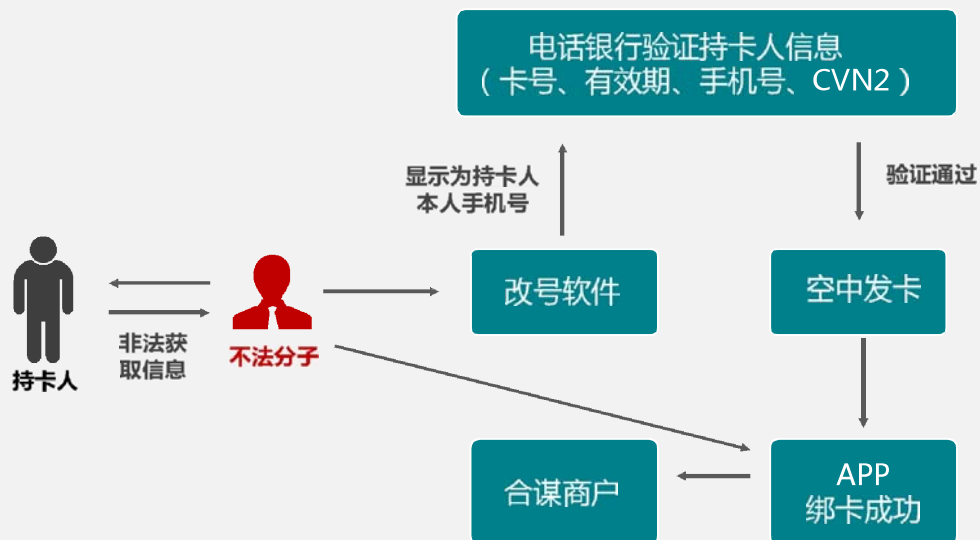 电话银行验证持卡人信息
（卡号、有效期、手机号、CVN2）
显示为持卡人
本人手机号
验证通过
改号软件
空中发卡
非法获
取信息
不法分子
持卡人
合谋商户
APP
绑卡成功